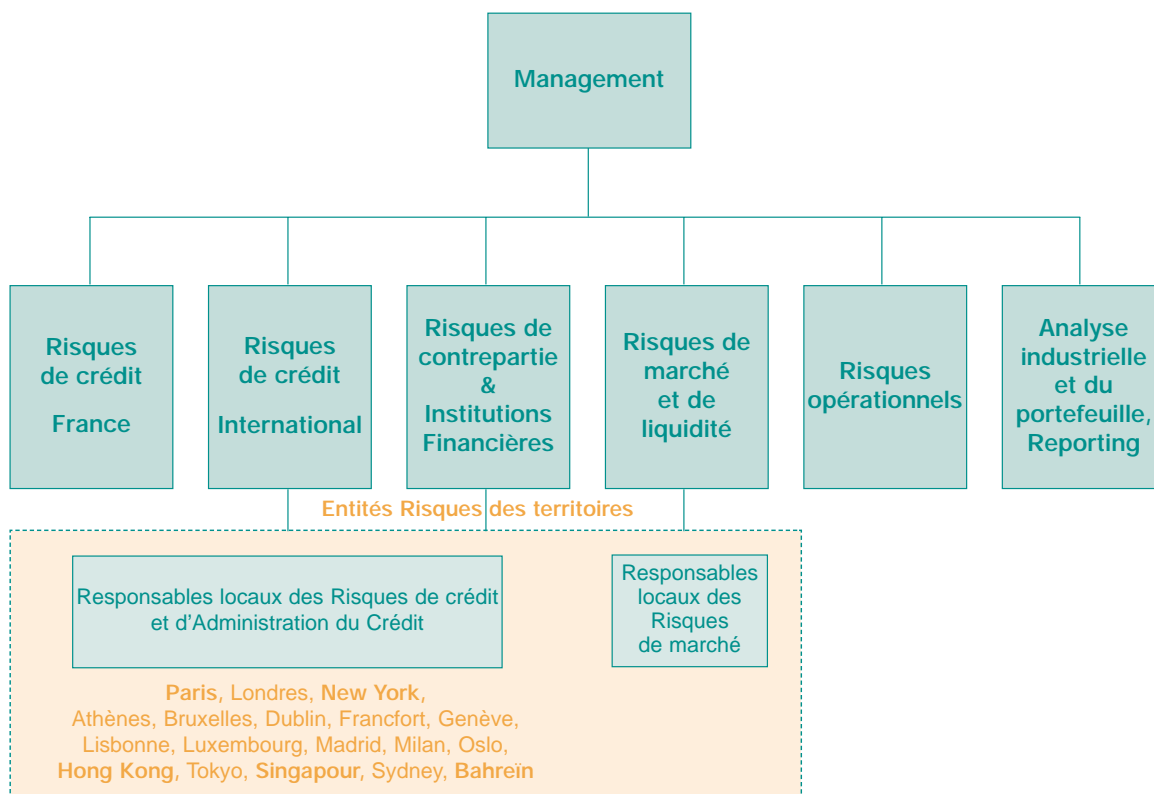 Management
Risques
de crédit
France
Risques
de crédit
International
Risques de
contrepartie
&
Institutions
Financières
Risques de
marché
et de
liquidité
Risques
opérationnels
Analyse
industrielle
et du
portefeuille,
Reporting
Entités Risques des territoires
Responsables locaux des Risques de crédit
et d'Administration du Crédit
Responsables
locaux des
Risques
de marché
Paris, Londres, New York,
Athènes, Bruxelles, Dublin, Francfort, Genève,
Lisbonne, Luxembourg, Madrid, Milan, Oslo,
Hong Kong, Tokyo, Singapour, Sydney, Bahreïn